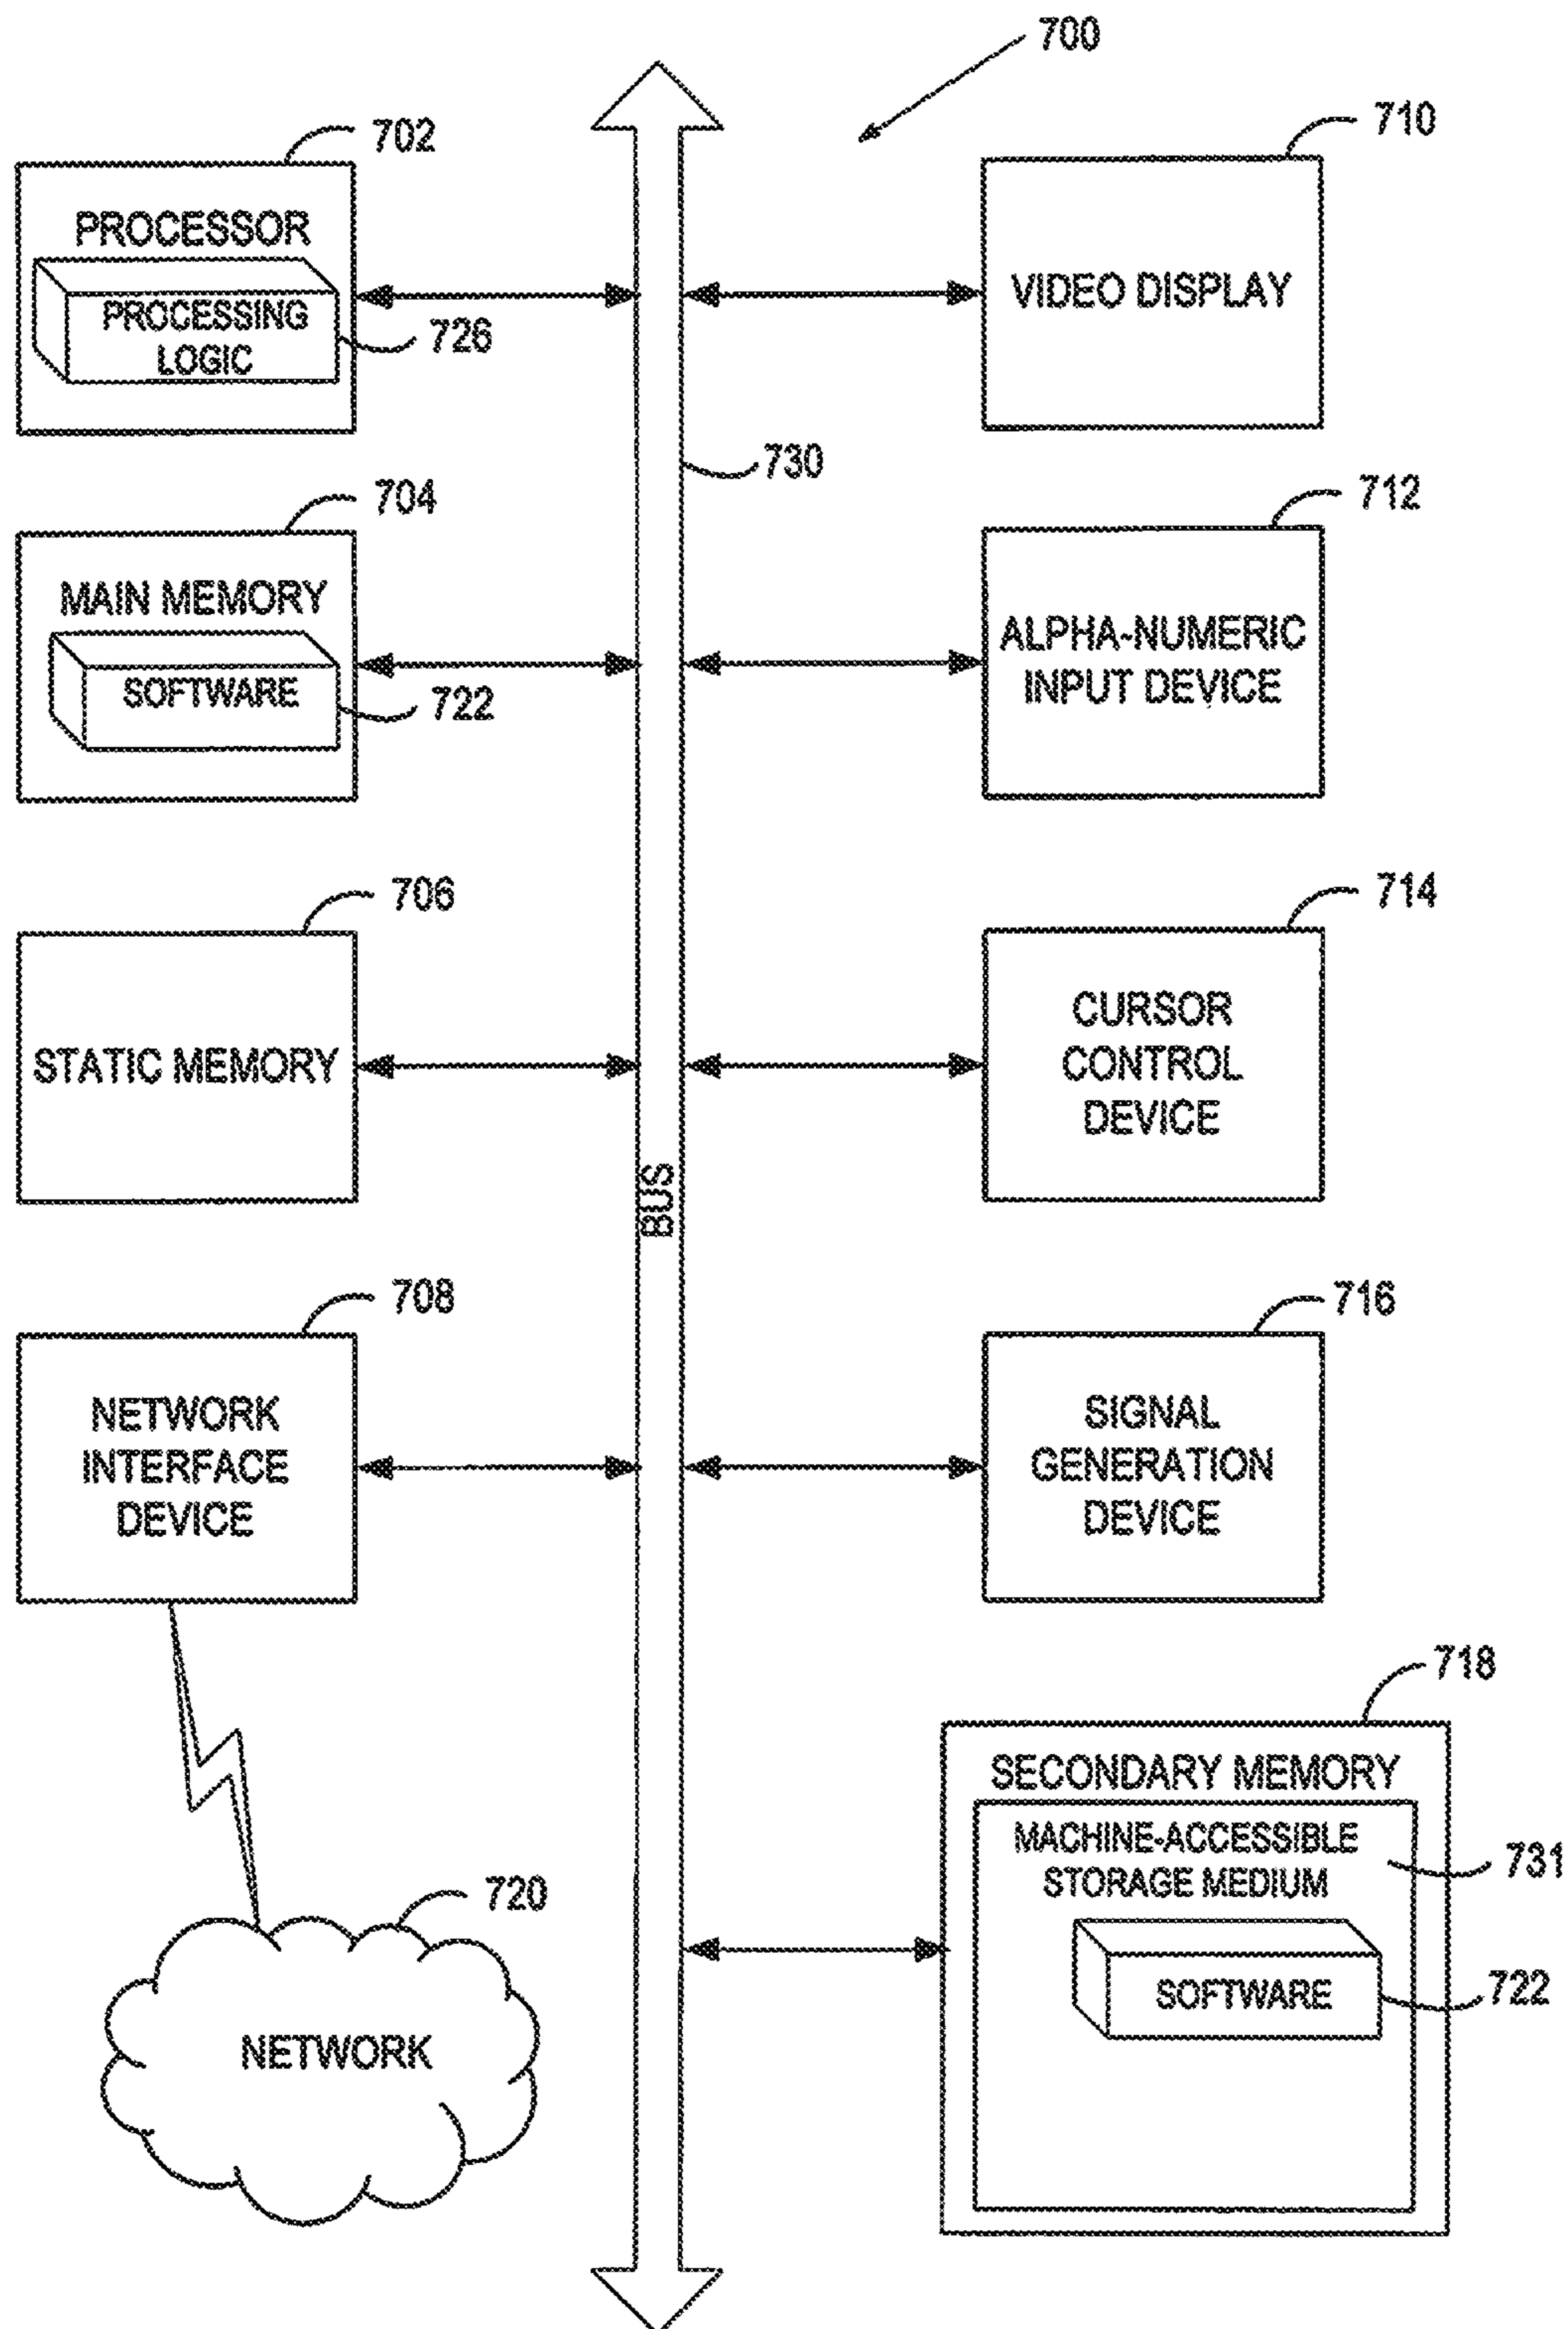 700
702
PROCESSOR
PROCESSING
LOGIC
726
710
VIDEO DISPLAY
730
704
MAIN MEMORY
SOFTWARE
722
712
ALPHA-NUMERIC
INPUT DEVICE
706
STATIC MEMORY
714
CURSOR
CONTROL
DEVICE
BUS
708
NETWORK
INTERFACE
DEVICE
716
SIGNAL
GENERATION
DEVICE
718
SECONDARY MEMORY
MACHINE-ACCESSIBLE
STORAGE MEDIUM
731
SOFTWARE
722
720
NETWORK